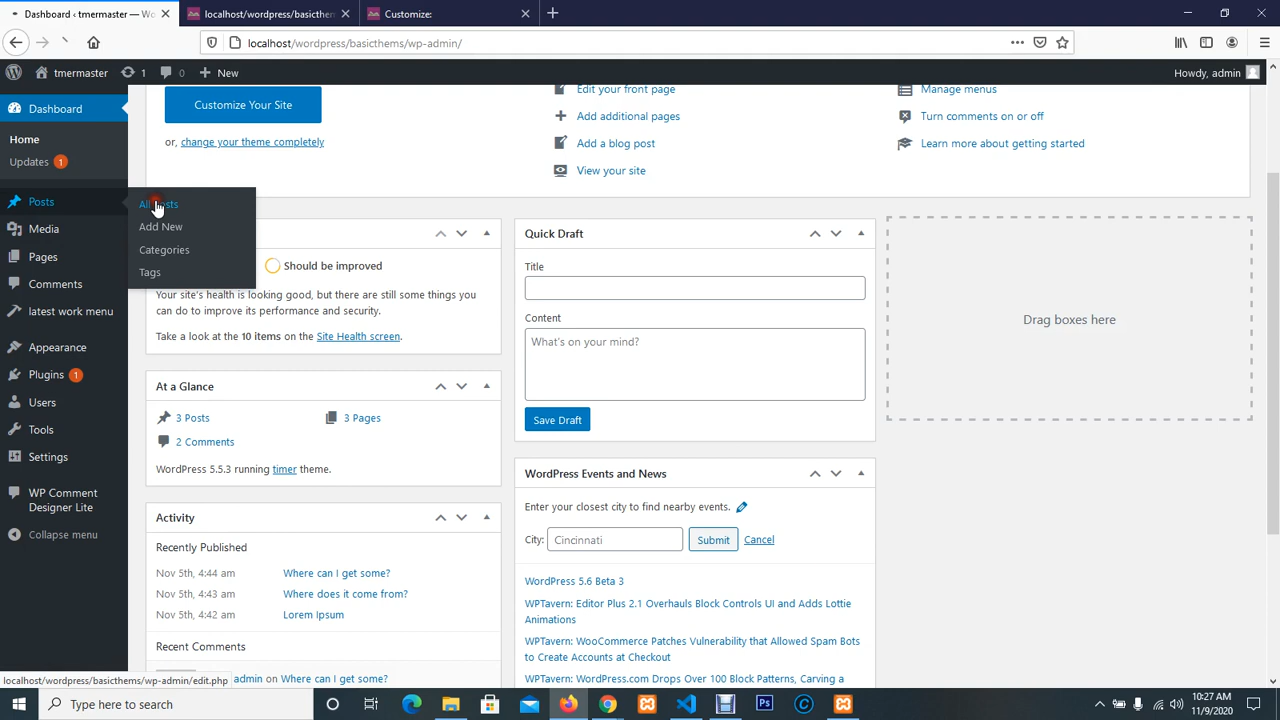 Dashboard ‹ tmermaster — Wo
localhost/wordpress/basicthem
Customize:
localhost/wordpress/basicthems/wp-admin/
tmermaster
1
0
New
Howdy, admin
Dashboard
Home
Updates 1
Posts
Media
Pages
Comments
latest work menu
Appearance
Plugins 1
Users
Tools
Settings
WP Comment
Designer Lite
Collapse menu
All Posts
Add New
Categories
Tags
Customize Your Site
or, change your theme completely
Edit your front page
Add additional pages
Add a blog post
View your site
Manage menus
Turn comments on or off
Learn more about getting started
Should be improved
Your site's health is looking good, but there are still some things you
can do to improve its performance and security.
Take a look at the 10 items on the Site Health screen.
At a Glance
3 Posts
3 Pages
2 Comments
WordPress 5.5.3 running timer theme.
Activity
Recently Published
Nov 5th, 4:44 am Where can I get some?
Nov 5th, 4:43 am Where does it come from?
Nov 5th, 4:42 am Lorem Ipsum
Recent Comments
admin on Where can I get some?
Quick Draft
Title
Content
What's on your mind?
Save Draft
WordPress Events and News
Enter your closest city to find nearby events.
City: Cincinnati Submit Cancel
WordPress 5.6 Beta 3
WPTavern: Editor Plus 2.1 Overhauls Block Controls UI and Adds Lottie
Animations
WPTavern: WooCommerce Patches Vulnerability that Allowed Spam Bots
to Create Accounts at Checkout
WPTavern: WordPress.com Drops Over 100 Block Patterns, Carving a
Drag boxes here
localhost/wordpress/basicthems/wp-admin/edit.php
Type here to search
10:27 AM
11/9/2020